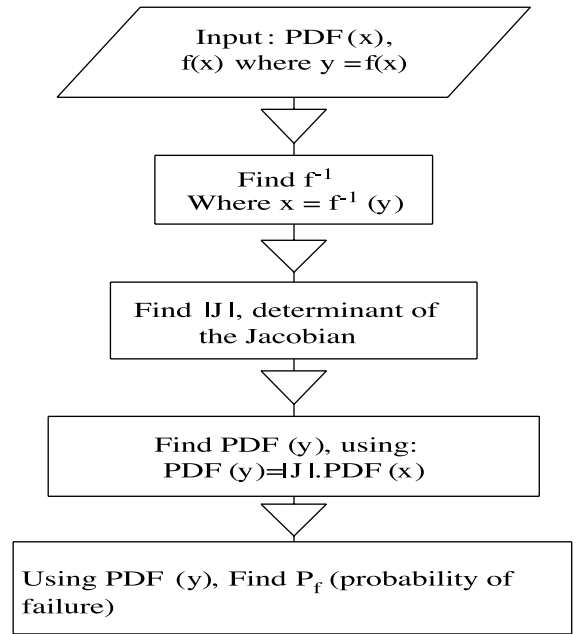 Input: PDF(x),
f(x) where y =f(x)
Find f⁻¹
Where x = f⁻¹ (y)
Find |J|, determinant of
the Jacobian
Find PDF (y), using:
PDF (y)=|J|.PDF(x)
Using PDF (y), Find P_f (probability of
failure)